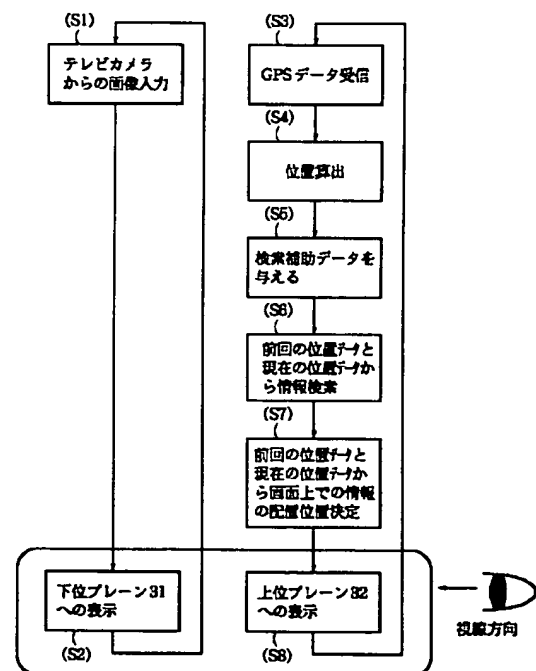 (S1)
テレビカメラ
からの画像入力
(S3)
GPSデータ受信
(S4)
位置算出
(S5)
検索補助データを
与える
(S6)
前回の位置データと
現在の位置データか
ら情報検索
(S7)
前回の位置データと
現在の位置データか
ら画面上での情報
の配置位置決定
下位プレーン31
への表示
(S2)
上位プレーン32
への表示
(S8)
視線方向